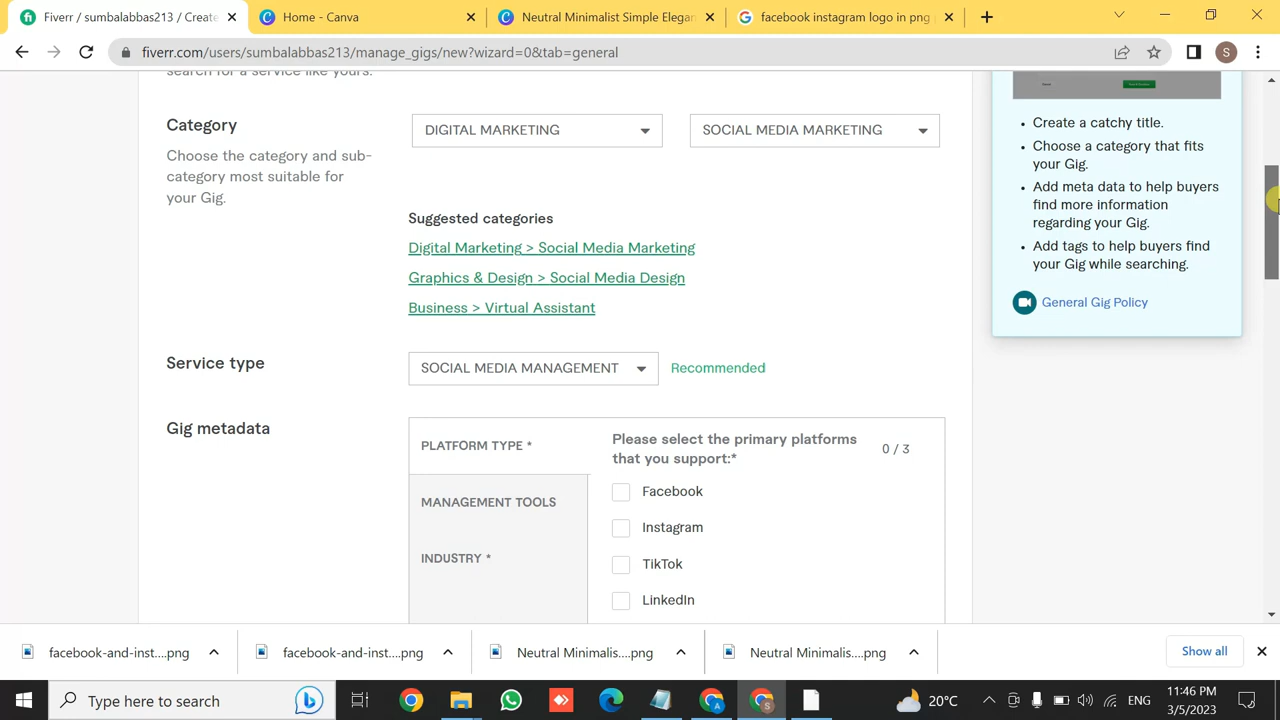 Fiverr / sumbalabbas213 / Create
Home - Canva
Neutral Minimalist Simple Elegan
facebook instagram logo in png
fiverr.com/users/sumbalabbas213/manage_gigs/new?wizard=0&tab=general
S
search for a service like yours.
Category
Choose the category and sub-
category most suitable for
your Gig.
DIGITAL MARKETING
SOCIAL MEDIA MARKETING
Suggested categories
Digital Marketing > Social Media Marketing
Graphics & Design > Social Media Design
Business > Virtual Assistant
Service type
SOCIAL MEDIA MANAGEMENT
Recommended
Gig metadata
PLATFORM TYPE *
MANAGEMENT TOOLS
INDUSTRY *
Please select the primary platforms
that you support:*
0 / 3
Facebook
Instagram
TikTok
LinkedIn
• Create a catchy title.
• Choose a category that fits
your Gig.
• Add meta data to help buyers
find more information
regarding your Gig.
• Add tags to help buyers find
your Gig while searching.
General Gig Policy
facebook-and-inst....png
facebook-and-inst....png
Neutral Minimalis....png
Neutral Minimalis....png
Show all
Type here to search
20°C
ENG
11:46 PM
3/5/2023